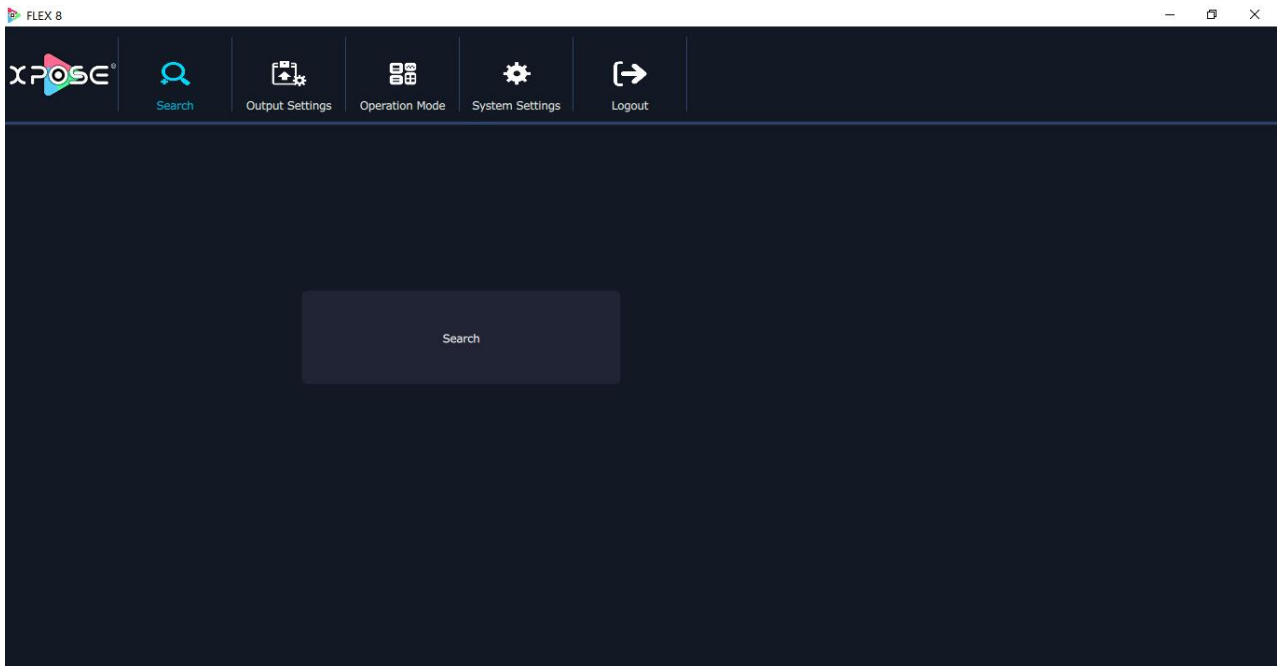 FLEX 8
XPOSE®
Search
Output Settings
Operation Mode
System Settings
Logout
Search